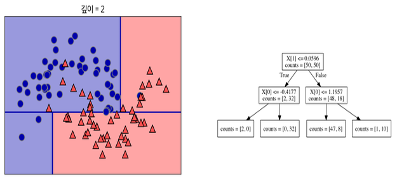 깊이 = 2
X[1] <= 0.0596
counts = [50, 50]
True
False
X[0] <= -0.4177
counts = [2, 32]
X[0] <= 1.1957
counts = [48, 18]
counts = [2, 0]
counts = [0, 32]
counts = [47, 8]
counts = [1, 10]